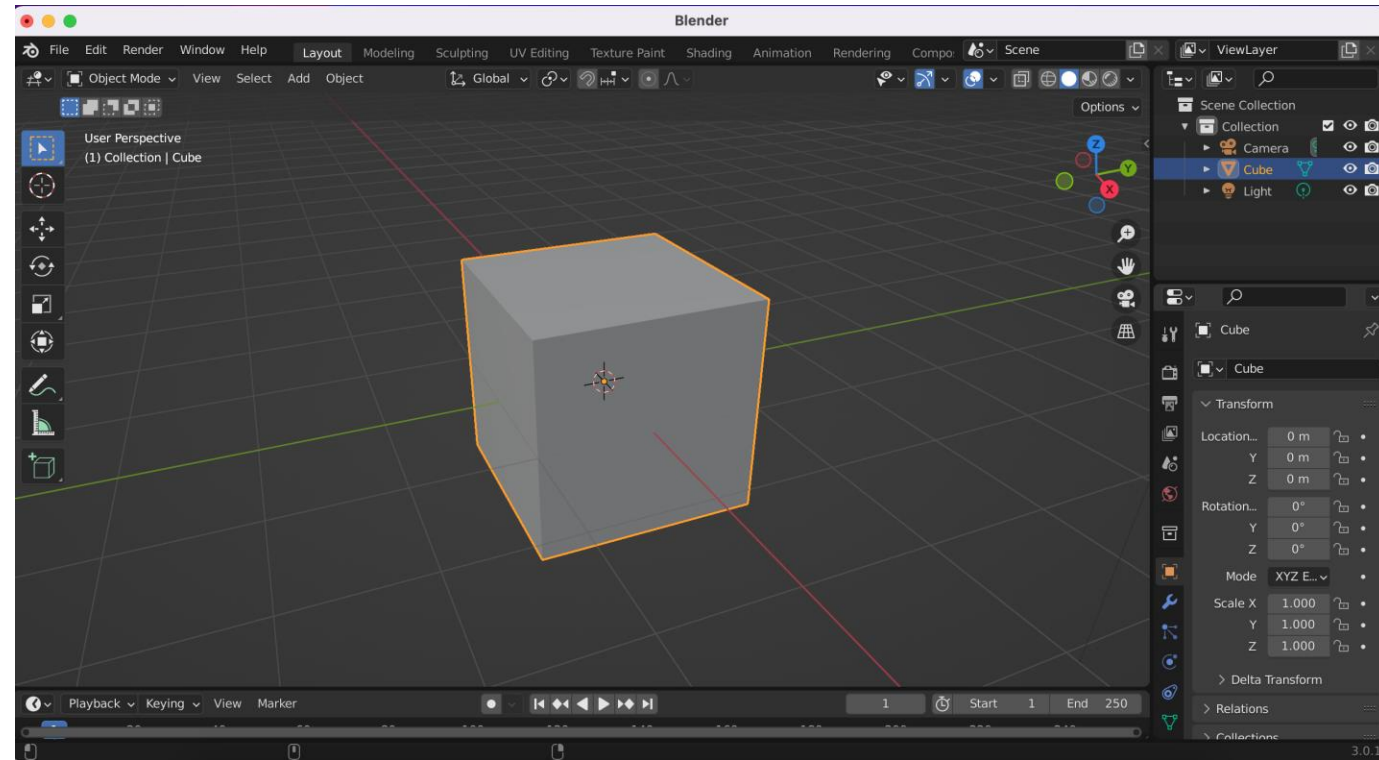 Blender
File Edit Render Window Help Layout Modeling Sculpting UV Editing Texture Paint Shading Animation Rendering Compo Scene ViewLayer
Object Mode View Select Add Object Global
Options
User Perspective
(1) Collection | Cube
Z
Y
X
Scene Collection
Collection
Camera
Cube
Light
Cube
Cube
Transform
Location... 0 m
Y 0 m
Z 0 m
Rotation... 0°
Y 0°
Z 0°
Mode XYZ E...
Scale X 1.000
Y 1.000
Z 1.000
Delta Transform
Relations
Collections
Playback Keying View Marker 1 Start 1 End 250
3.0.1